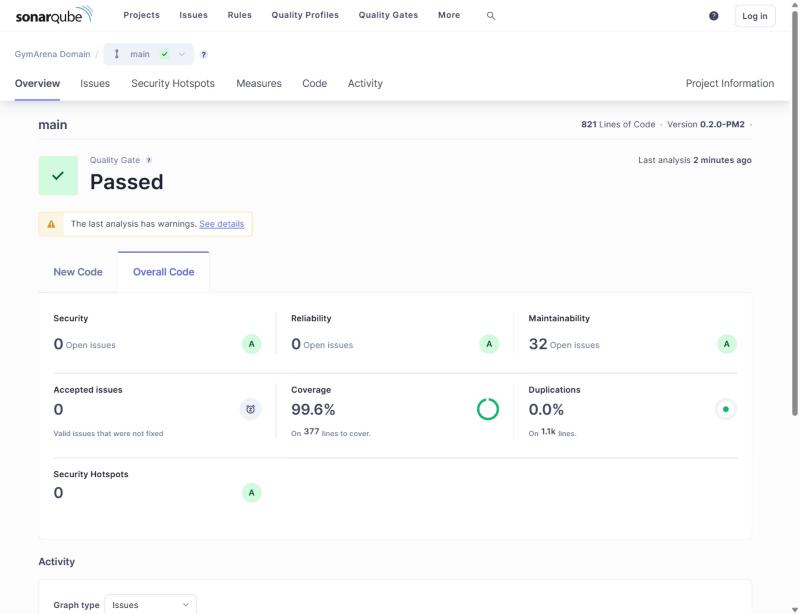 sonarqube Projects Issues Rules Quality Profiles Quality Gates More ? Log in
GymArena Domain / main ?
Overview Issues Security Hotspots Measures Code Activity Project Information
main 821 Lines of Code · Version 0.2.0-PM2 ·
Quality Gate ? Last analysis 2 minutes ago
Passed
The last analysis has warnings. See details
New Code Overall Code
Security Reliability Maintainability
0 Open issues A 0 Open issues A 32 Open issues A
Accepted issues Coverage Duplications
0 99.6% 0.0%
Valid issues that were not fixed On 377 lines to cover. On 1.1k lines.
Security Hotspots
0 A
Activity
Graph type Issues